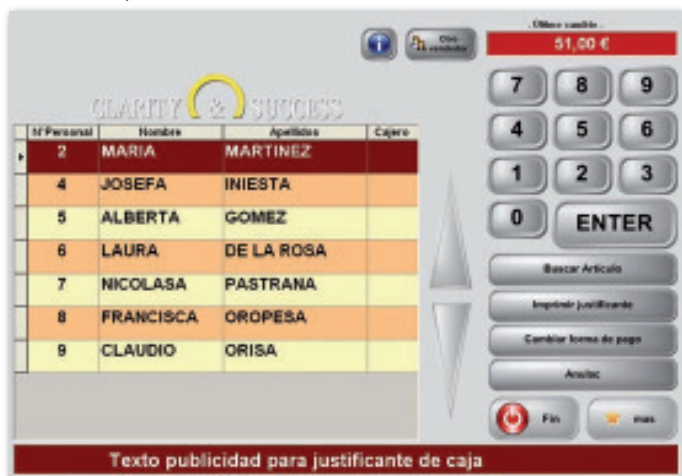 - Último cambio -
Otro vendedor
51,00 €
CLARITY & SUCCESS
7 8 9
NºPersonal Nombre Apellidos Cajero
2 MARIA MARTINEZ
4 5 6
4 JOSEFA INIESTA
1 2 3
5 ALBERTA GOMEZ
0 ENTER
6 LAURA DE LA ROSA
Buscar Artículo
7 NICOLASA PASTRANA
Imprimir justificante
8 FRANCISCA OROPESA
Cambiar forma de pago
9 CLAUDIO ORISA
Anular
Fin mas
Texto publicidad para justificante de caja